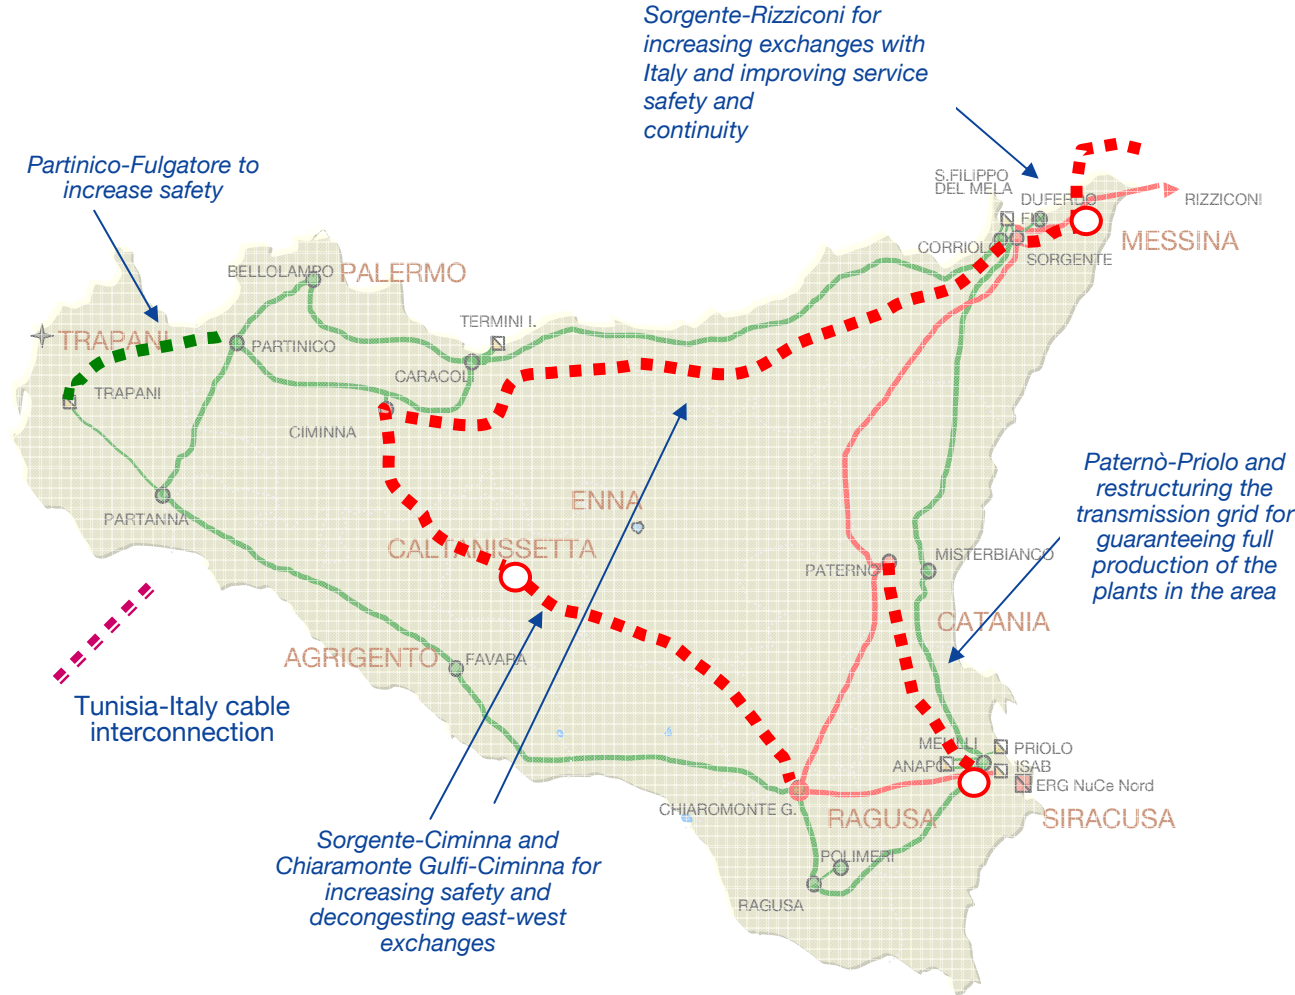 Sorgente-Rizziconi for
increasing exchanges with
Italy and improving service
safety and
continuity
Partinico-Fulgatore to
increase safety
S.FILIPPO
DEL MELA
DUFERDO
FIN
RIZZICONI
MESSINA
CORRIOLO
SORGENTE
BELLOLAMPO
PALERMO
TERMINI I.
TRAPANI
PARTINICO
CARACOLI
TRAPANI
CIMINNA
Paternò-Priolo and
restructuring the
transmission grid for
guaranteeing full
production of the
plants in the area
ENNA
PARTANNA
CALTANISSETTA
MISTERBIANCO
PATERNO
CATANIA
AGRIGENTO
FAVARA
Tunisia-Italy cable
interconnection
MELILLI
PRIOLO
ANAPO
ISAB
ERG NuCe Nord
CHIAROMONTE G.
RAGUSA
SIRACUSA
Sorgente-Ciminna and
Chiaramonte Gulfi-Ciminna for
increasing safety and
decongesting east-west
exchanges
POLIMERI
RAGUSA